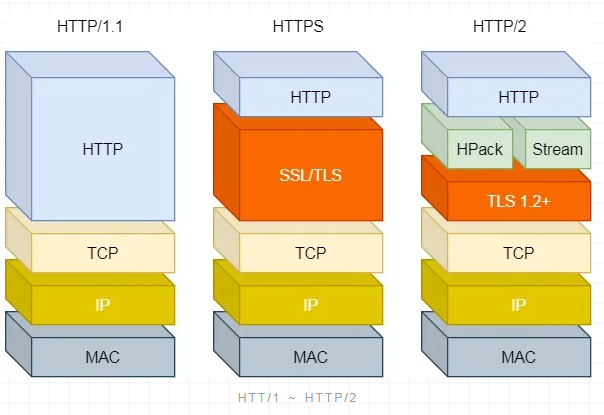 HTTP/1.1
HTTPS
HTTP/2
HTTP
HTTP
HTTP
HPack
Stream
SSL/TLS
TLS 1.2+
TCP
TCP
TCP
IP
IP
IP
MAC
MAC
MAC
HTT/1 ~ HTTP/2